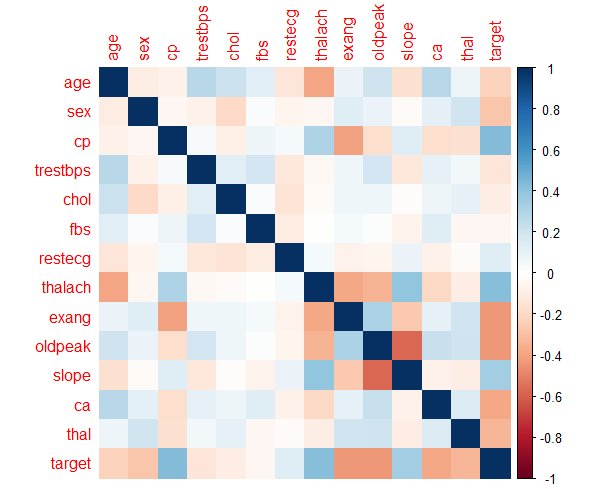 age sex cp trestbps chol fbs restecg thalach exang oldpeak slope ca thal target
age
sex
cp
trestbps
chol
fbs
restecg
thalach
exang
oldpeak
slope
ca
thal
target
1
0.8
0.6
0.4
0.2
0
-0.2
-0.4
-0.6
-0.8
-1